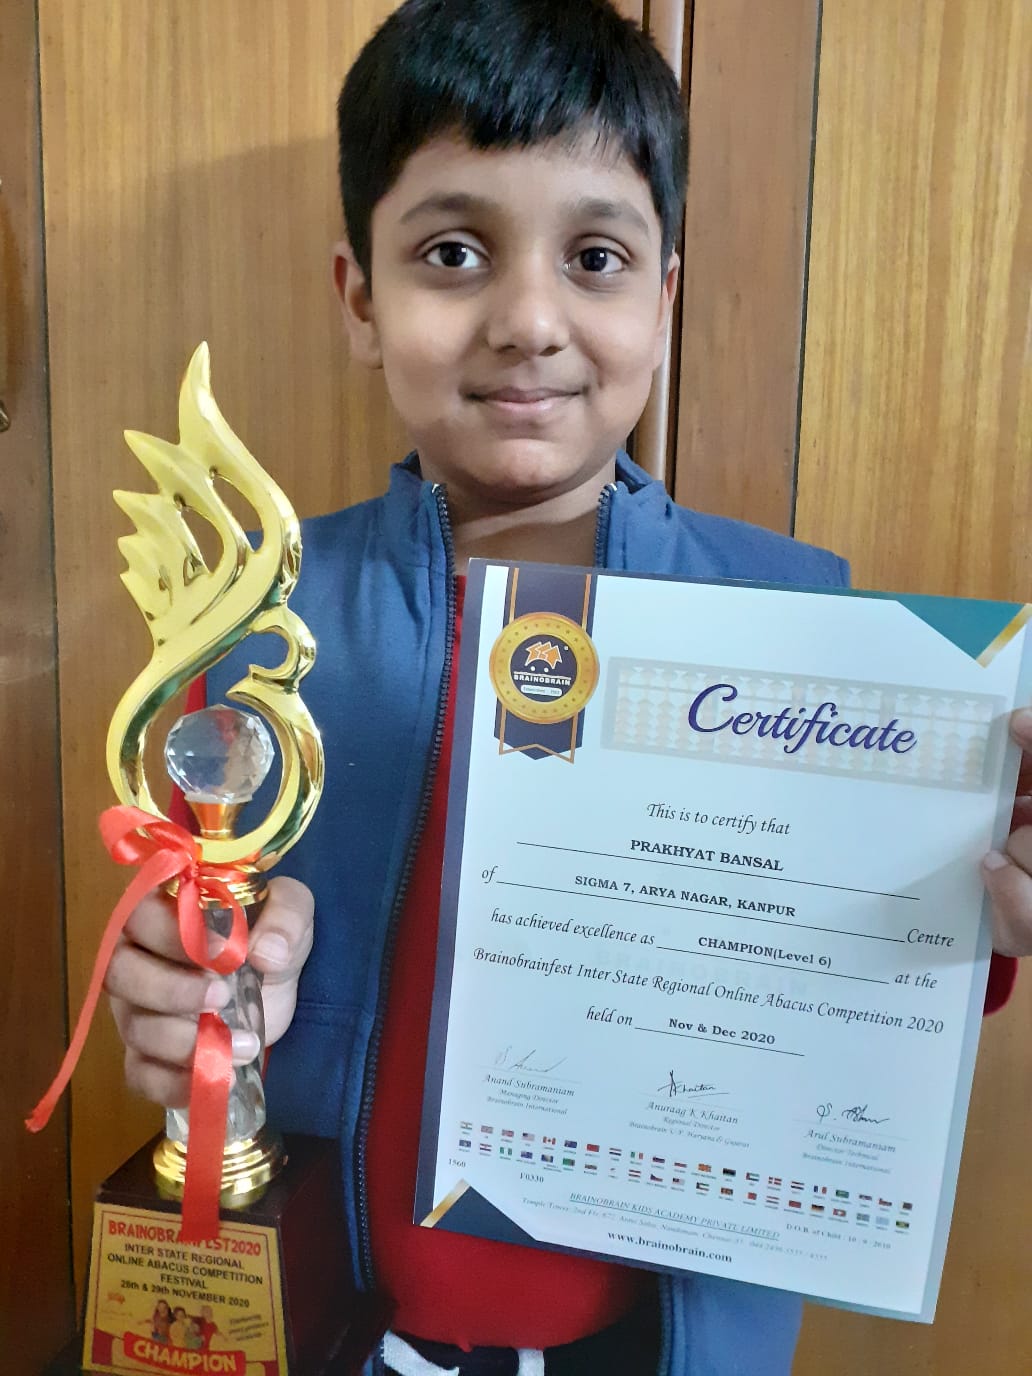 BRAINOBRAIN
Certificate
This is to certify that
PRAKHYAT BANSAL
of SIGMA 7, ARYA NAGAR, KANPUR Centre
has achieved excellence as CHAMPION(Level 6) at the
Brainobrainfest Inter State Regional Online Abacus Competition 2020
held on Nov & Dec 2020
Anand Subramaniam
Managing Director
Brainobrain International
Anuraag K Khaitan
Regional Director
Brainobrain U.P, Haryana & Gujarat
Arul Subramaniam
Director Technical
Brainobrain International
1560
F0330
BRAINOBRAIN KIDS ACADEMY PRIVATE LIMITED
D.O.B. of Child : 10 - 9 - 2010
www.brainobrain.com
BRAINOBRAINFEST2020
INTER STATE REGIONAL
ONLINE ABACUS COMPETITION
FESTIVAL
28th & 29th NOVEMBER 2020
CHAMPION